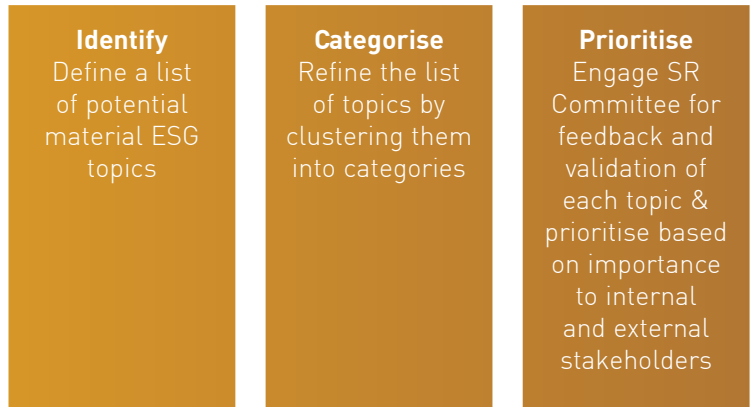 Identify
Define a list
of potential
material ESG
topics
Categorise
Refine the list
of topics by
clustering them
into categories
Prioritise
Engage SR
Committee for
feedback and
validation of
each topic &
prioritise based
on importance
to internal
and external
stakeholders